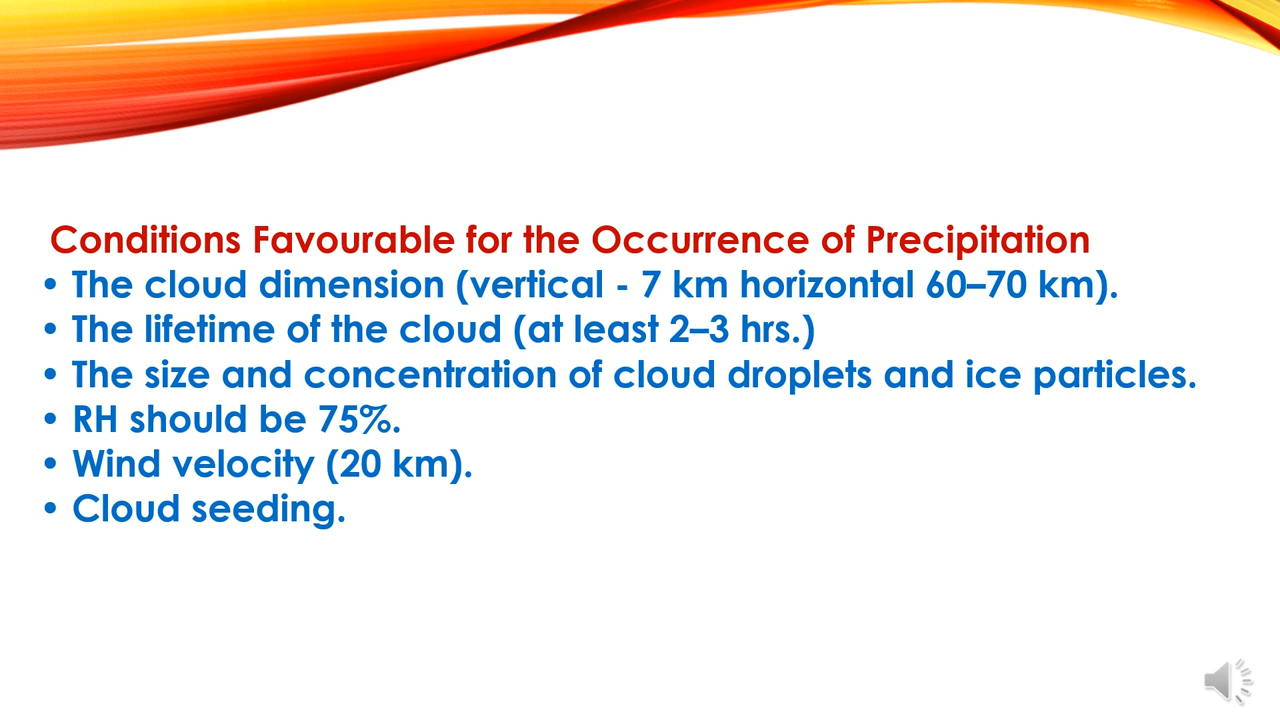 Conditions Favourable for the Occurrence of Precipitation
• The cloud dimension (vertical - 7 km horizontal 60–70 km).
• The lifetime of the cloud (at least 2–3 hrs.)
• The size and concentration of cloud droplets and ice particles.
• RH should be 75%.
• Wind velocity (20 km).
• Cloud seeding.